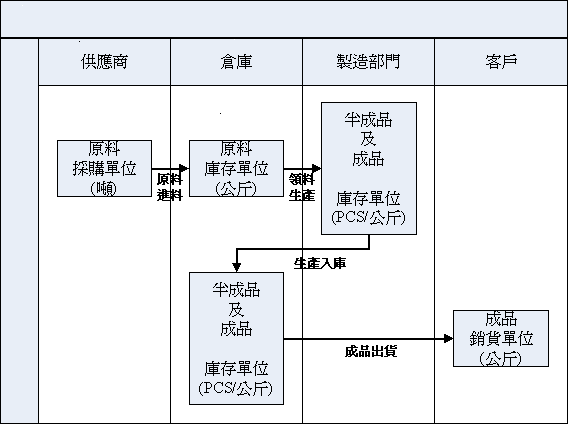 供應商
倉庫
製造部門
客戶
原料
採購單位
(噸)
原料
進料
原料
庫存單位
(公斤)
領料
生產
半成品
及
成品
庫存單位
(PCS/公斤)
生產入庫
半成品
及
成品
庫存單位
(PCS/公斤)
成品出貨
成品
銷貨單位
(公斤)